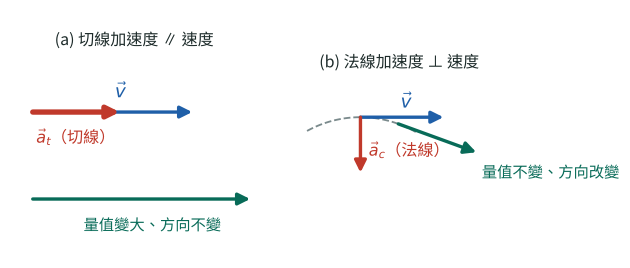 (a) 切線加速度 ∥ 速度
v⃗
a⃗ₜ（切線）
量值變大、方向不變
(b) 法線加速度 ⊥ 速度
v⃗
a⃗꜀（法線）
量值不變、方向改變